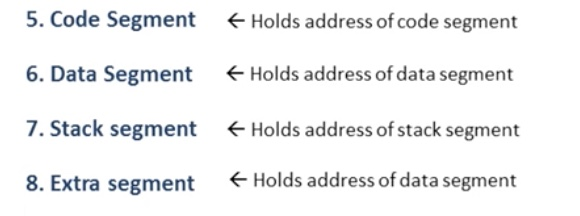 5. Code Segment ← Holds address of code segment
6. Data Segment ← Holds address of data segment
7. Stack segment ← Holds address of stack segment
8. Extra segment ← Holds address of data segment